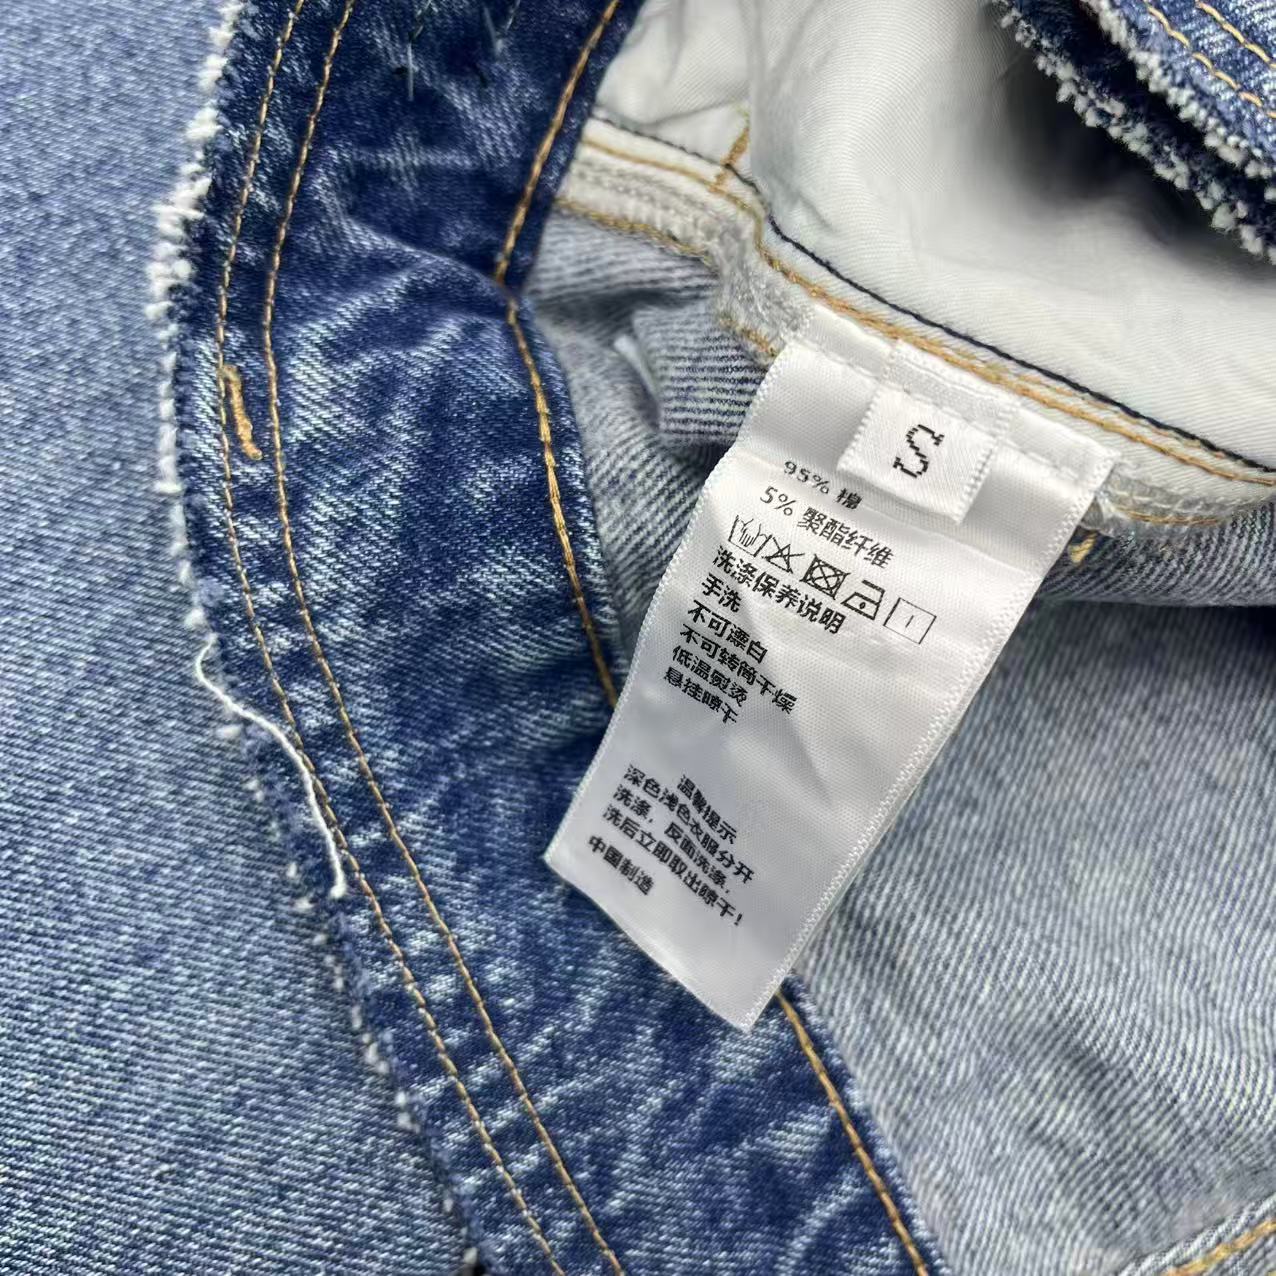 S
95% 棉
5% 聚酯纤维
洗涤保养说明
手洗
不可漂白
不可转筒干燥
低温熨烫
悬挂晾干
温馨提示
深色浅色衣服分开
洗涤，反面洗涤，
洗后立即取出晾干！
中国制造